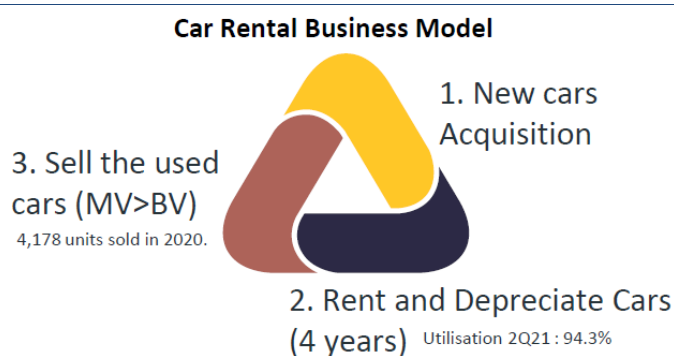 Car Rental Business Model
1. New cars
Acquisition
3. Sell the used
cars (MV>BV)
4,178 units sold in 2020.
2. Rent and Depreciate Cars
(4 years) Utilisation 2Q21 : 94.3%